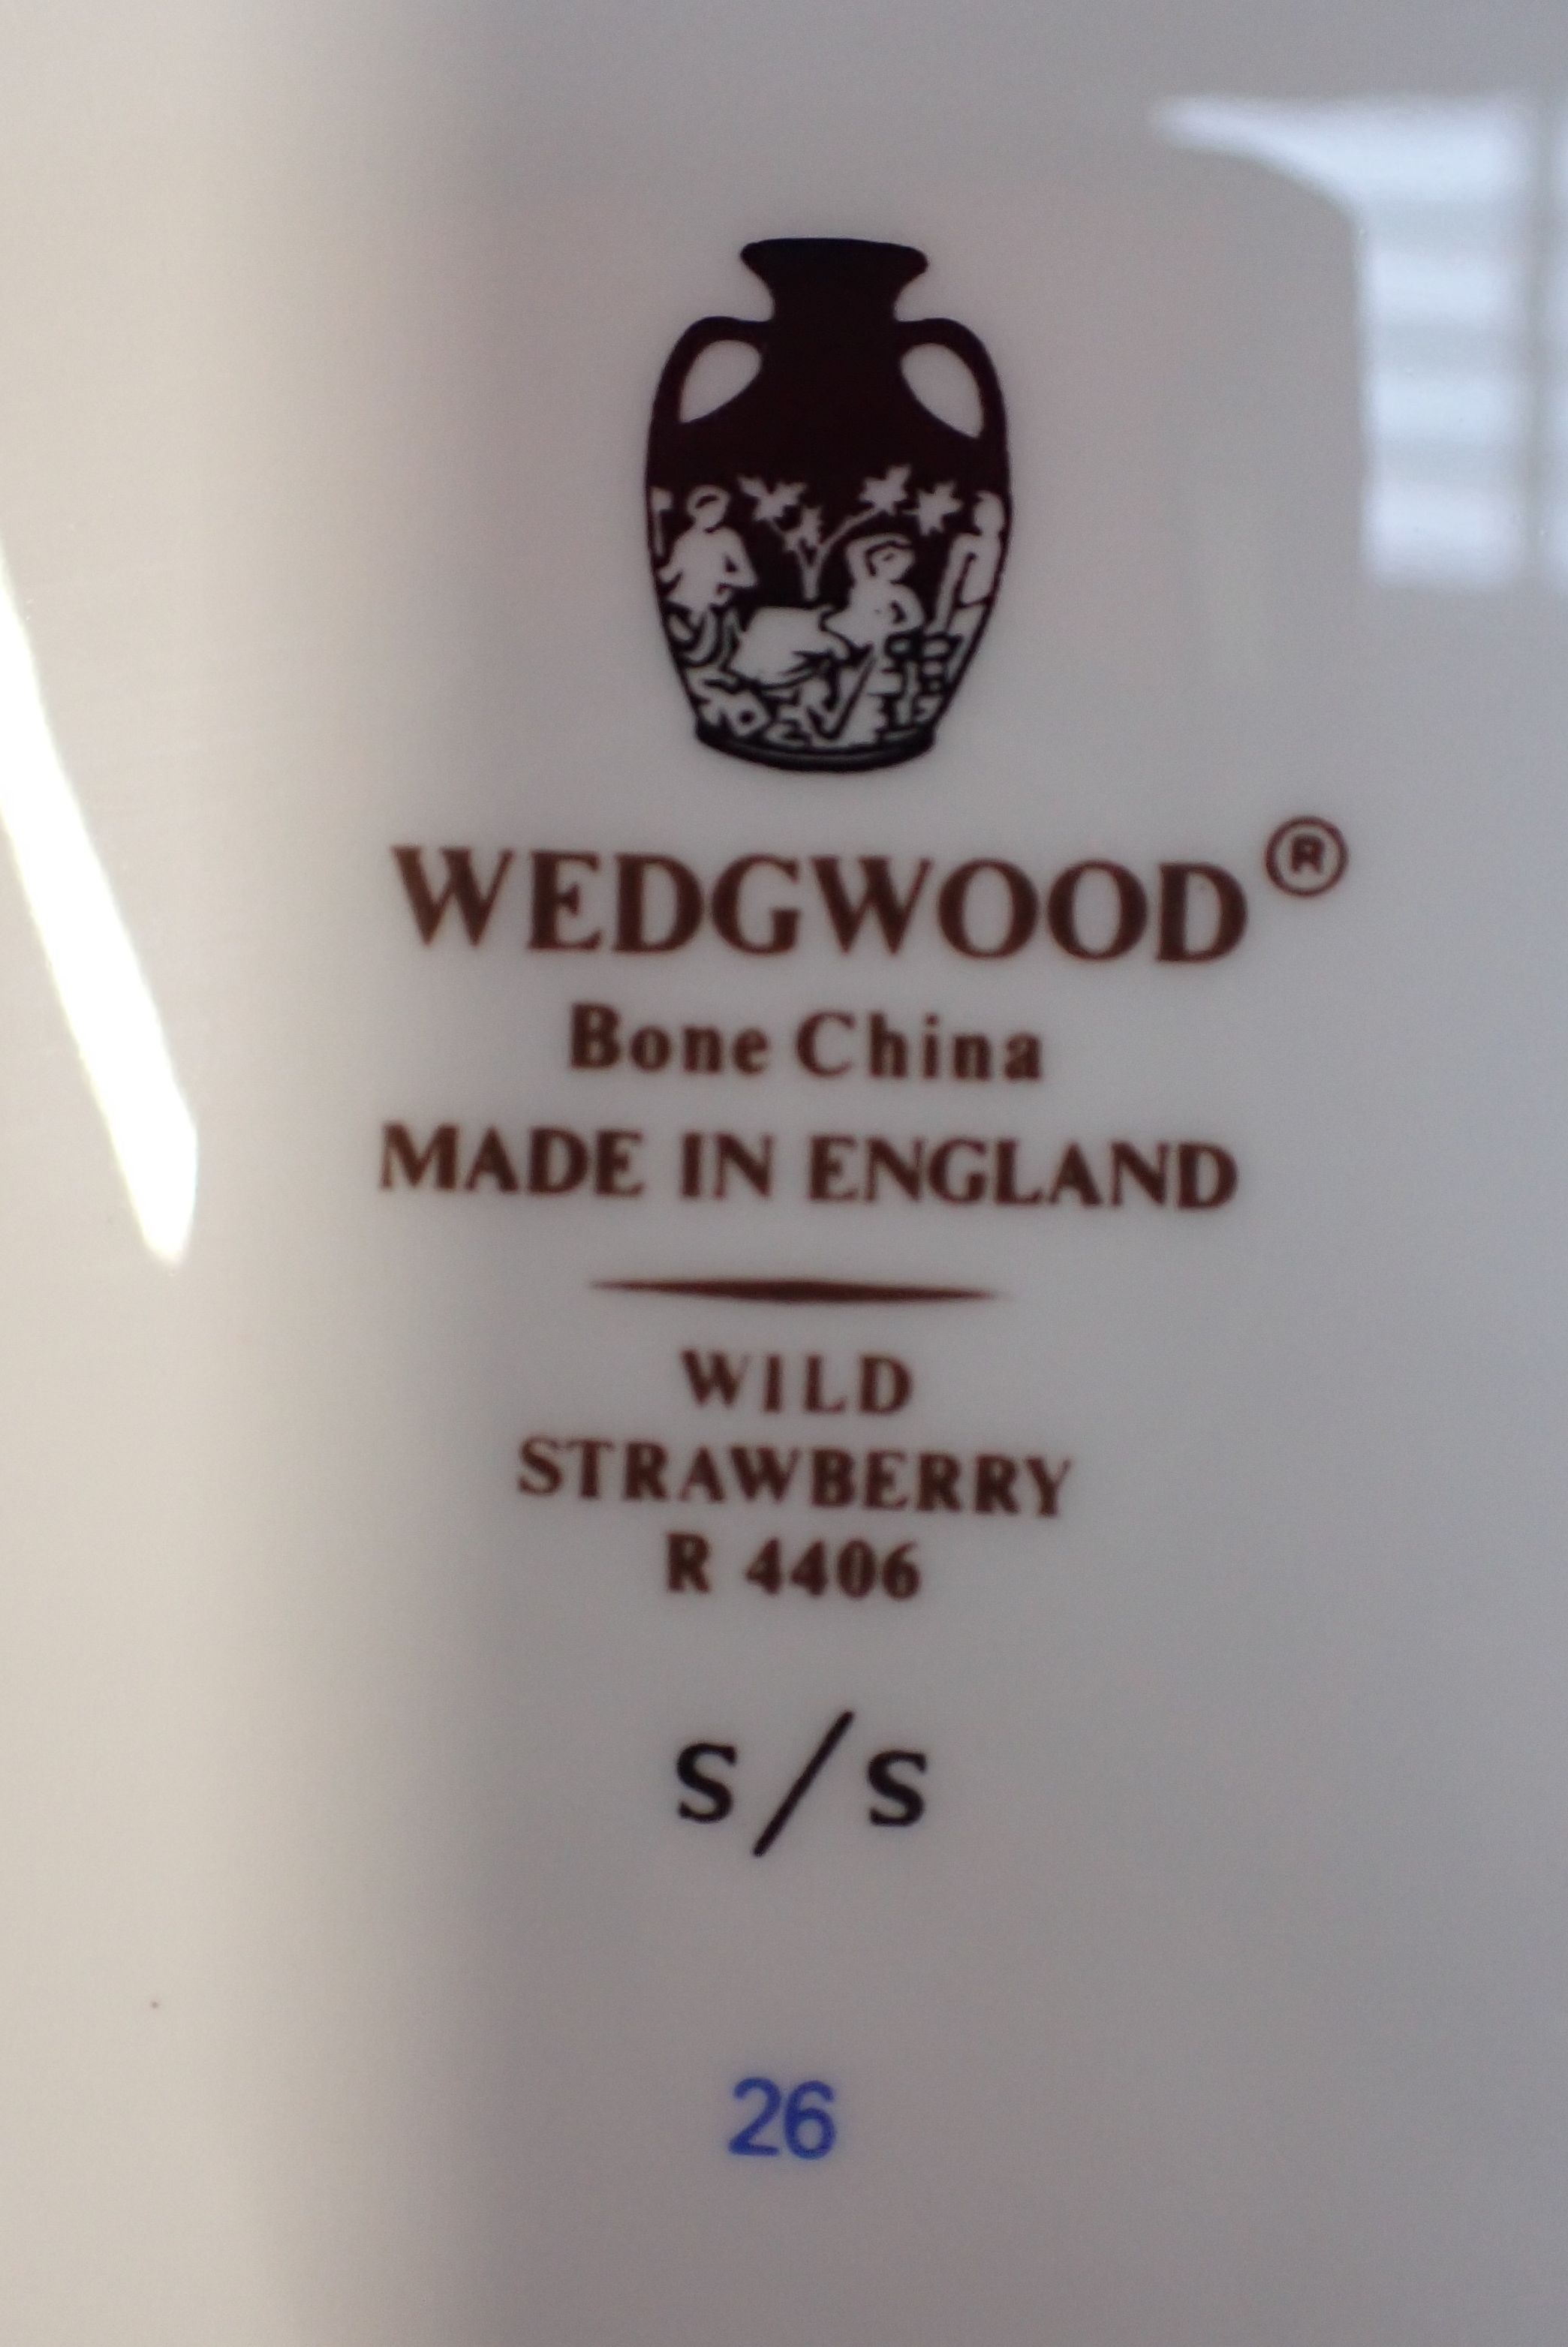 WEDGWOOD®
Bone China
MADE IN ENGLAND
WILD
STRAWBERRY
R 4406
S/S
26